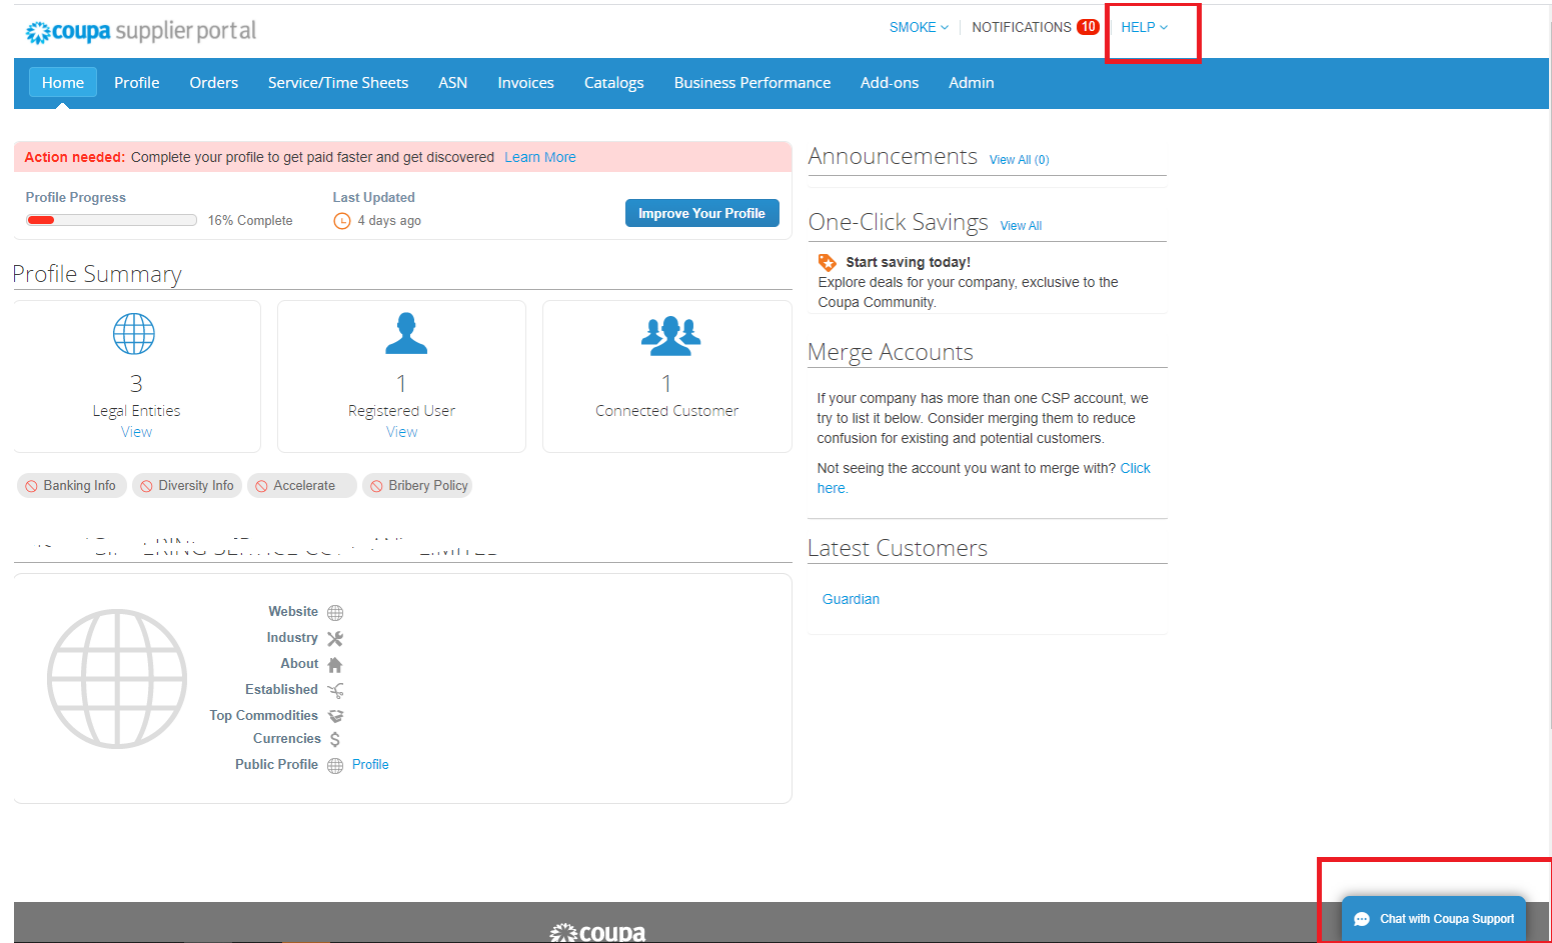 coupa supplier portal
SMOKE
NOTIFICATIONS 10
HELP
Home Profile Orders Service/Time Sheets ASN Invoices Catalogs Business Performance Add-ons Admin
Action needed: Complete your profile to get paid faster and get discovered Learn More
Profile Progress
Last Updated
16% Complete
4 days ago
Improve Your Profile
Profile Summary
3
Legal Entities
View
1
Registered User
View
1
Connected Customer
Banking Info
Diversity Info
Accelerate
Bribery Policy
Website
Industry
About
Established
Top Commodities
Currencies
Public Profile Profile
Announcements View All (0)
One-Click Savings View All
Start saving today!
Explore deals for your company, exclusive to the
Coupa Community.
Merge Accounts
If your company has more than one CSP account, we
try to list it below. Consider merging them to reduce
confusion for existing and potential customers.
Not seeing the account you want to merge with? Click
here.
Latest Customers
Guardian
coupa
Chat with Coupa Support